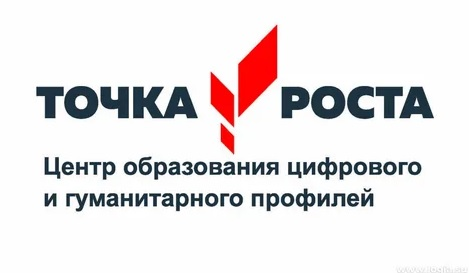 ТОЧКА РОСТА
Центр образования цифрового
и гуманитарного профилей